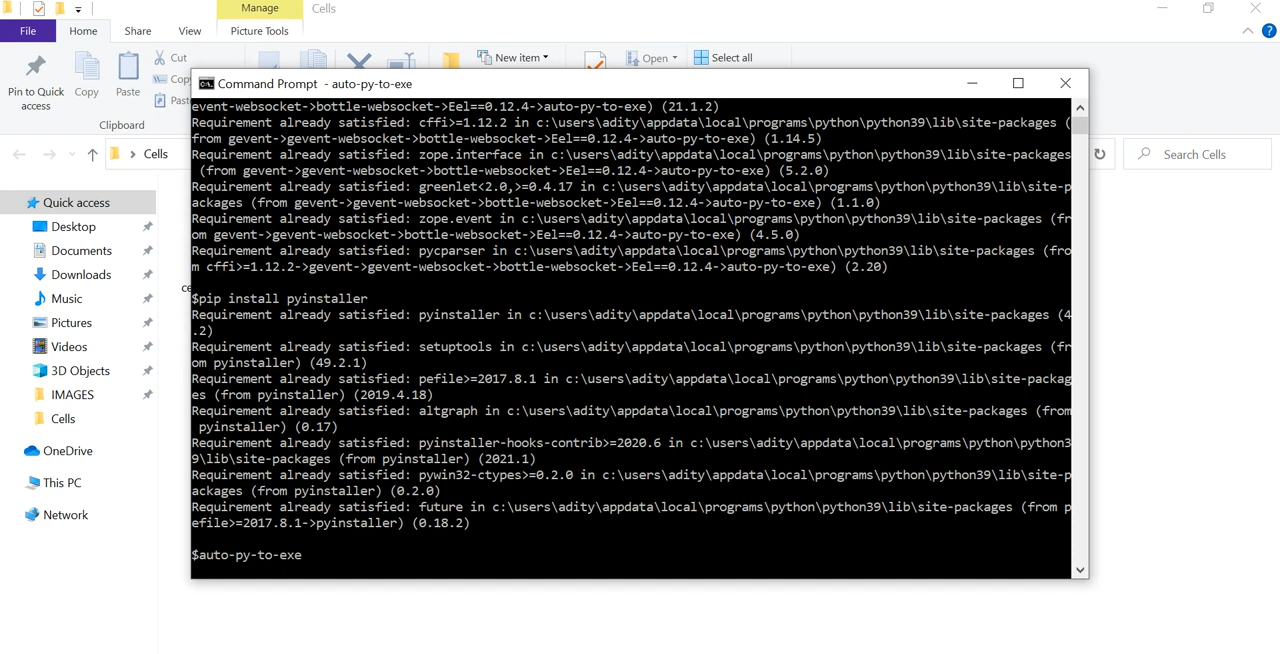 Manage
Cells
File
Home
Share
View
Picture Tools
Pin to Quick
access
Copy
Paste
Cut
New item
Open
Select all
Clipboard
Command Prompt - auto-py-to-exe
Cells
Search Cells
Quick access
Desktop
Documents
Downloads
Music
Pictures
Videos
3D Objects
IMAGES
Cells
OneDrive
This PC
Network
event-websocket->bottle-websocket->Eel==0.12.4->auto-py-to-exe) (21.1.2)
Requirement already satisfied: cffi>=1.12.2 in c:\users\adity\appdata\local\programs\python\python39\lib\site-packages (
from gevent->gevent-websocket->bottle-websocket->Eel==0.12.4->auto-py-to-exe) (1.14.5)
Requirement already satisfied: zope.interface in c:\users\adity\appdata\local\programs\python\python39\lib\site-packages
(from gevent->gevent-websocket->bottle-websocket->Eel==0.12.4->auto-py-to-exe) (5.2.0)
Requirement already satisfied: greenlet<2.0,>=0.4.17 in c:\users\adity\appdata\local\programs\python\python39\lib\site-p
ackages (from gevent->gevent-websocket->bottle-websocket->Eel==0.12.4->auto-py-to-exe) (1.1.0)
Requirement already satisfied: zope.event in c:\users\adity\appdata\local\programs\python\python39\lib\site-packages (fr
om gevent->gevent-websocket->bottle-websocket->Eel==0.12.4->auto-py-to-exe) (4.5.0)
Requirement already satisfied: pycparser in c:\users\adity\appdata\local\programs\python\python39\lib\site-packages (fro
m cffi>=1.12.2->gevent->gevent-websocket->bottle-websocket->Eel==0.12.4->auto-py-to-exe) (2.20)
$pip install pyinstaller
Requirement already satisfied: pyinstaller in c:\users\adity\appdata\local\programs\python\python39\lib\site-packages (4
.2)
Requirement already satisfied: setuptools in c:\users\adity\appdata\local\programs\python\python39\lib\site-packages (fr
om pyinstaller) (49.2.1)
Requirement already satisfied: pefile>=2017.8.1 in c:\users\adity\appdata\local\programs\python\python39\lib\site-packag
es (from pyinstaller) (2019.4.18)
Requirement already satisfied: altgraph in c:\users\adity\appdata\local\programs\python\python39\lib\site-packages (from
pyinstaller) (0.17)
Requirement already satisfied: pyinstaller-hooks-contrib>=2020.6 in c:\users\adity\appdata\local\programs\python\python3
9\lib\site-packages (from pyinstaller) (2021.1)
Requirement already satisfied: pywin32-ctypes>=0.2.0 in c:\users\adity\appdata\local\programs\python\python39\lib\site-p
ackages (from pyinstaller) (0.2.0)
Requirement already satisfied: future in c:\users\adity\appdata\local\programs\python\python39\lib\site-packages (from p
efile>=2017.8.1->pyinstaller) (0.18.2)
$auto-py-to-exe